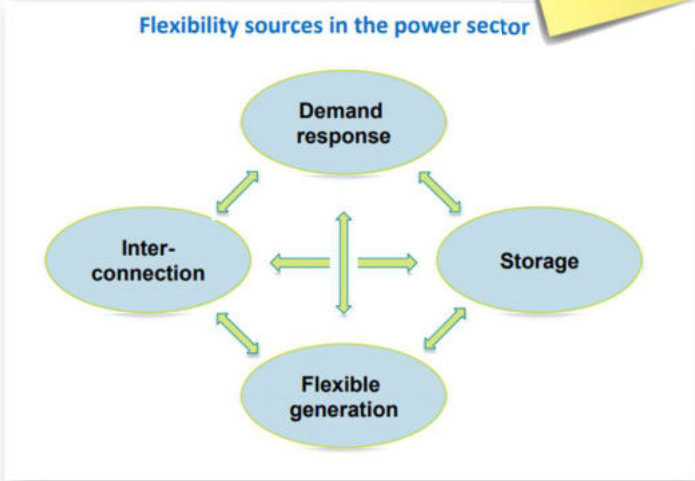 Flexibility sources in the power sector
Demand
response
Inter-
connection
Storage
Flexible
generation